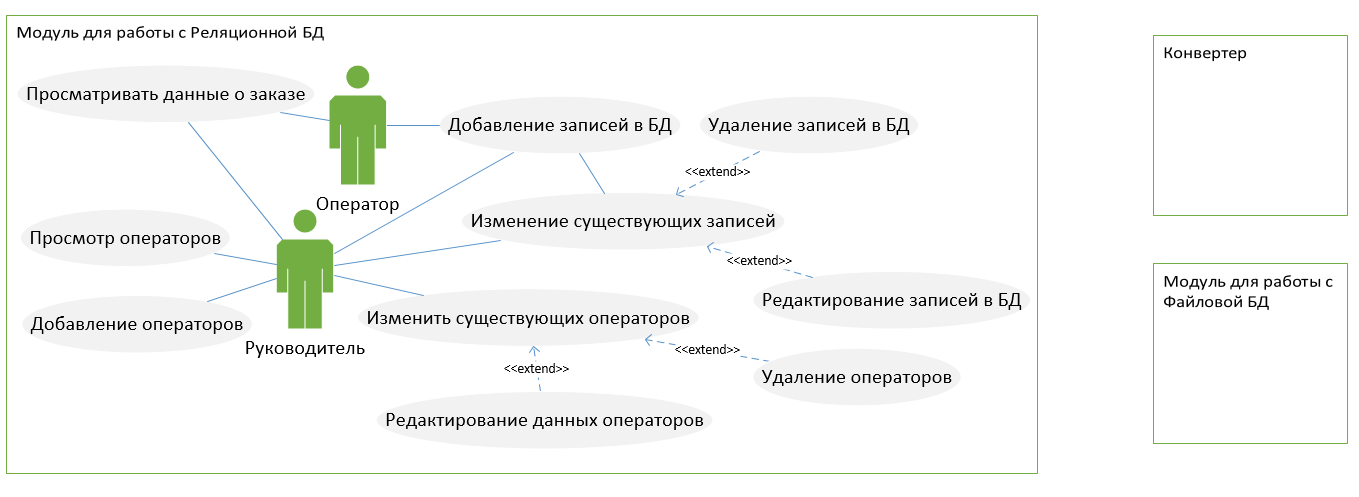 Модуль для работы с Реляционной БД
Просматривать данные о заказе
Оператор
Добавление записей в БД
Удаление записей в БД
<<extend>>
Изменение существующих записей
Просмотр операторов
<<extend>>
Редактирование записей в БД
Добавление операторов
Руководитель
Изменить существующих операторов
<<extend>>
<<extend>>
Удаление операторов
Редактирование данных операторов
Конвертер
Модуль для работы с
Файловой БД